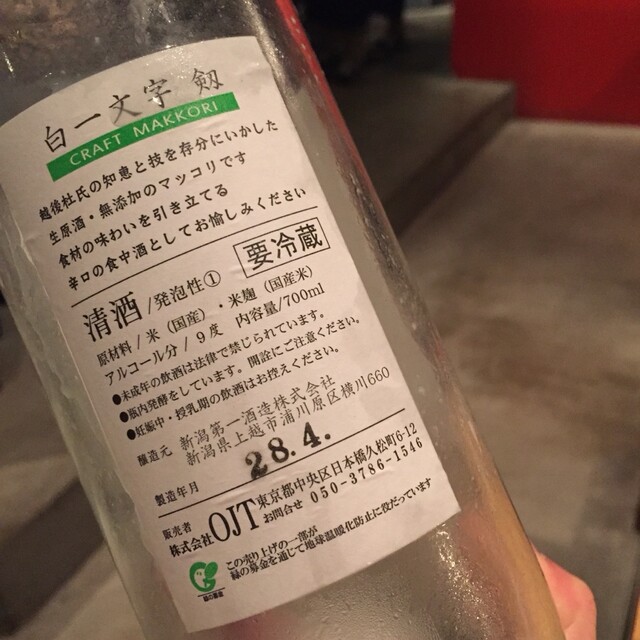 白一文字 剱
CRAFT MAKKORI
越後杜氏の知恵と技を存分にいかした
生原酒・無添加のマッコリです
食材の味わいを引き立てる
辛口の食中酒としてお愉しみください
要冷蔵
清酒/発泡性①
原材料/米(国産)・米麹(国産米)
アルコール分/9度 内容量/700ml
●未成年の飲酒は法律で禁じられています。
●瓶内発酵をしています。開詮にご注意ください。
●妊娠中・授乳期の飲酒はお控えください。
醸造元 新潟第一酒造株式会社
新潟県上越市浦川原区横川660
製造年月 28.4.
販売者
株式会社OJT 東京都中央区日本橋久松町6-12
お問合せ 050-3786-1546
この売り上げの一部が
緑の募金を通じて地球温暖化防止に役だっています